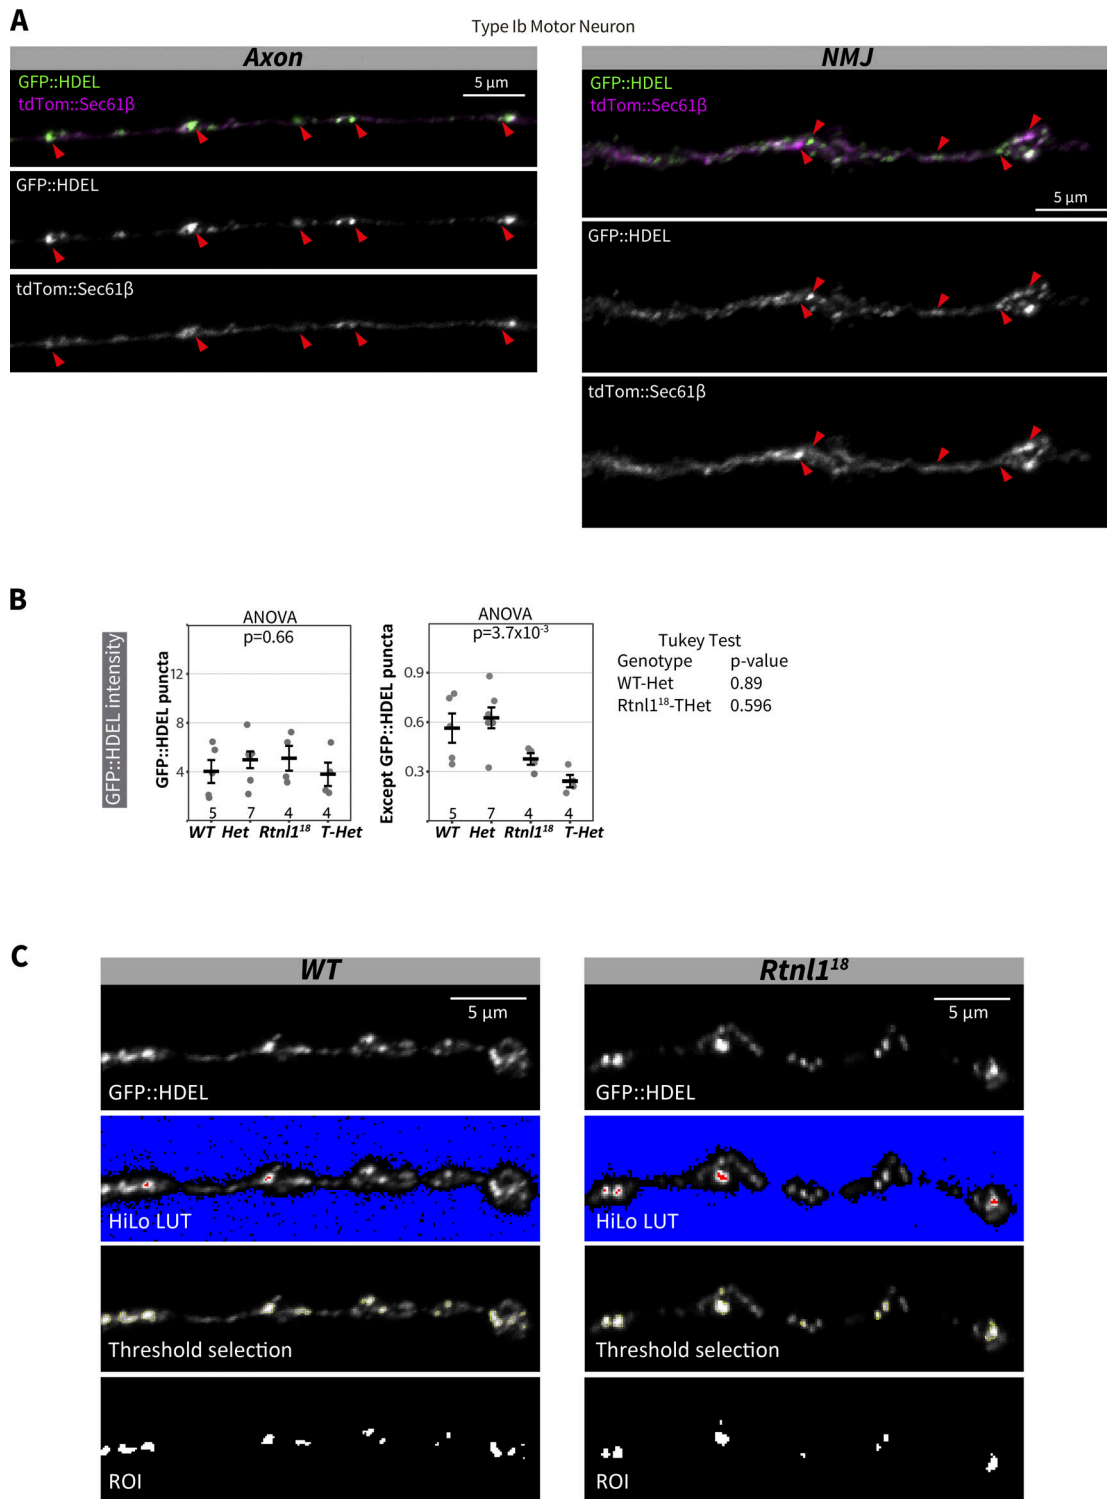 A
Type Ib Motor Neuron
Axon
GFP::HDEL
tdTom::Sec61β
5 µm
GFP::HDEL
tdTom::Sec61β
NMJ
GFP::HDEL
tdTom::Sec61β
5 µm
GFP::HDEL
tdTom::Sec61β
B
GFP::HDEL intensity
ANOVA
p=0.66
GFP::HDEL puncta
12
8
4
5 7 4 4
WT Het Rtnl1¹⁸ T-Het
ANOVA
p=3.7x10⁻³
Except GFP::HDEL puncta
0.9
0.6
0.3
5 7 4 4
WT Het Rtnl1¹⁸ T-Het
Tukey Test
Genotype p-value
WT-Het 0.89
Rtnl1¹⁸-THet 0.596
C
WT
5 µm
GFP::HDEL
HiLo LUT
Threshold selection
ROI
Rtnl1¹⁸
5 µm
GFP::HDEL
HiLo LUT
Threshold selection
ROI